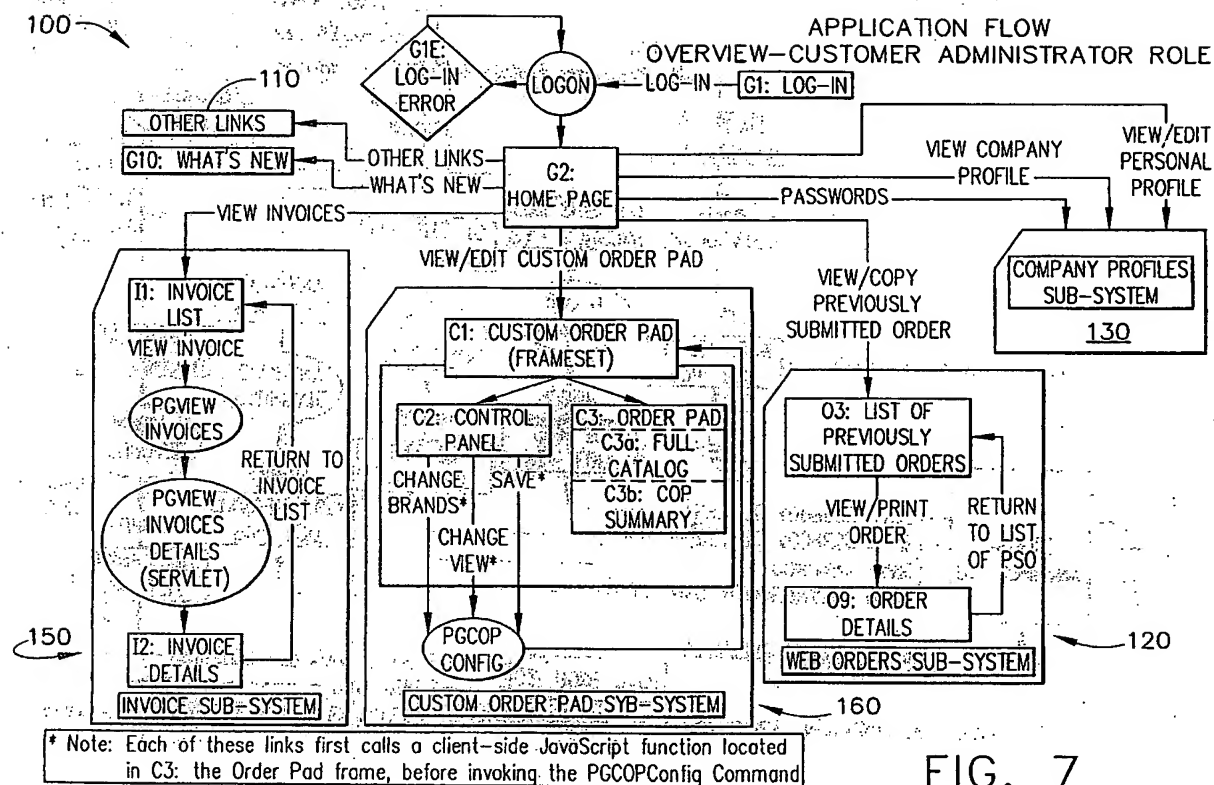 100
APPLICATION FLOW
OVERVIEW-CUSTOMER ADMINISTRATOR ROLE
G1E:
LOG-IN
ERROR
LOGON
LOG-IN
G1: LOG-IN
110
OTHER LINKS
G10: WHAT'S NEW
OTHER LINKS
WHAT'S NEW
G2:
HOME PAGE
VIEW COMPANY
PROFILE
VIEW/EDIT
PERSONAL
PROFILE
PASSWORDS
VIEW INVOICES
VIEW/EDIT CUSTOM ORDER PAD
VIEW/COPY
PREVIOUSLY
SUBMITTED ORDER
COMPANY PROFILES
SUB-SYSTEM
130
I1: INVOICE
LIST
VIEW INVOICE
PGVIEW
INVOICES
PGVIEW
INVOICES
DETAILS
(SERVLET)
RETURN TO
INVOICE
LIST
I2: INVOICE
DETAILS
INVOICE SUB-SYSTEM
150
C1: CUSTOM ORDER PAD
(FRAMESET)
C2: CONTROL
PANEL
C3: ORDER PAD
C3a: FULL
CATALOG
C3b: COP
SUMMARY
CHANGE
BRANDS*
SAVE*
CHANGE
VIEW*
PGCOP
CONFIG
CUSTOM ORDER PAD SYB-SYSTEM
160
O3: LIST OF
PREVIOUSLY
SUBMITTED ORDERS
VIEW/PRINT
ORDER
RETURN
TO LIST
OF PSO
O9: ORDER
DETAILS
WEB ORDERS SUB-SYSTEM
120
* Note: Each of these links first calls a client-side JavaScript function located
in C3: the Order Pad frame, before invoking the PGCOPConfig Command
FIG. 7